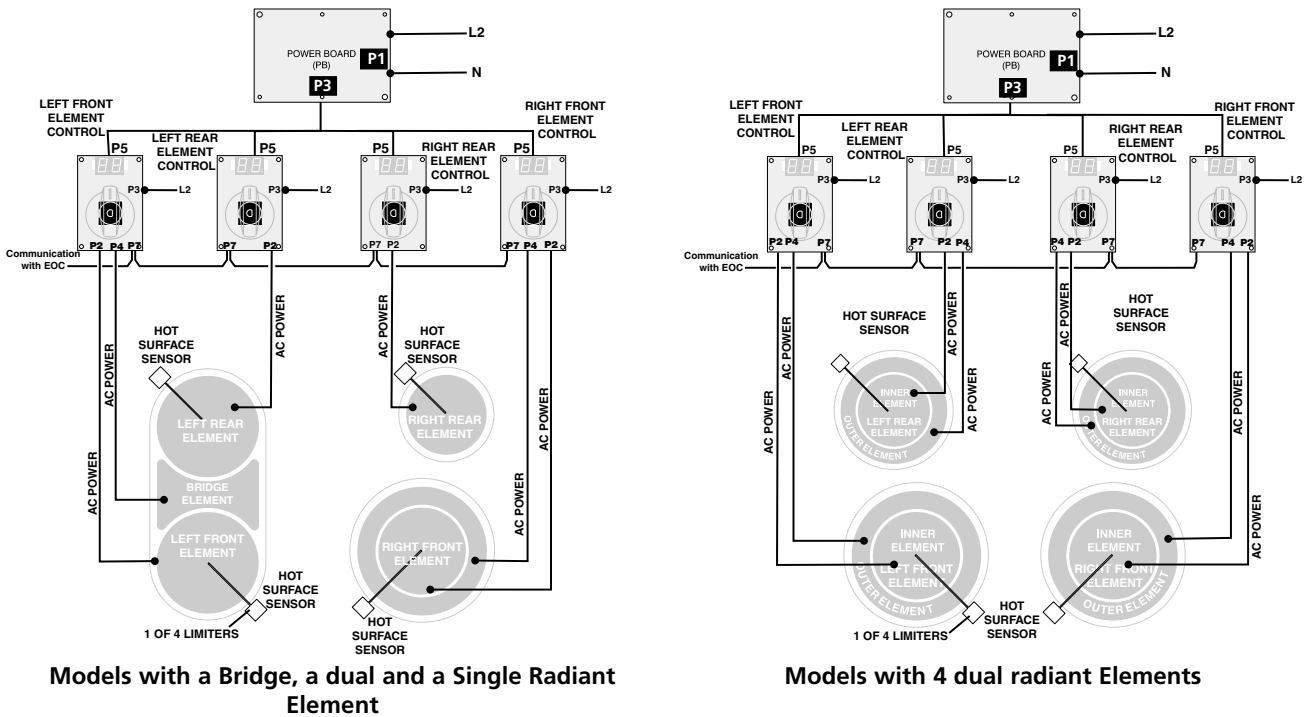 POWER BOARD
(PB)
P1
P3
L2
N
LEFT FRONT
ELEMENT
CONTROL
LEFT REAR
ELEMENT
CONTROL
RIGHT REAR
ELEMENT
CONTROL
RIGHT FRONT
ELEMENT
CONTROL
P5
P5
P5
P5
P3
L2
P3
L2
P3
L2
P3
L2
P2 P4 P7
P7 P2
P7 P2
P7 P4 P2
Communication
with EOC
AC POWER
AC POWER
AC POWER
AC POWER
AC POWER
AC POWER
HOT
SURFACE
SENSOR
HOT
SURFACE
SENSOR
LEFT REAR
ELEMENT
BRIDGE
ELEMENT
LEFT FRONT
ELEMENT
RIGHT REAR
ELEMENT
RIGHT FRONT
ELEMENT
HOT
SURFACE
SENSOR
1 OF 4 LIMITERS
HOT
SURFACE
SENSOR
Models with a Bridge, a dual and a Single Radiant
Element
POWER BOARD
(PB)
P1
P3
L2
N
LEFT FRONT
ELEMENT
CONTROL
LEFT REAR
ELEMENT
CONTROL
RIGHT REAR
ELEMENT
CONTROL
RIGHT FRONT
ELEMENT
CONTROL
P5
P5
P5
P5
P3
L2
P3
L2
P3
L2
P3
L2
P2 P4 P7
P7 P2 P4
P4 P2 P7
P7 P4 P2
Communication
with EOC
AC POWER
AC POWER
AC POWER
AC POWER
AC POWER
AC POWER
AC POWER
AC POWER
HOT SURFACE
SENSOR
HOT
SURFACE
SENSOR
INNER
ELEMENT
LEFT REAR
ELEMENT
OUTER ELEMENT
INNER
ELEMENT
RIGHT REAR
ELEMENT
OUTER ELEMENT
INNER
ELEMENT
LEFT FRONT
ELEMENT
OUTER ELEMENT
INNER
ELEMENT
RIGHT FRONT
ELEMENT
OUTER ELEMENT
1 OF 4 LIMITERS
HOT
SURFACE
SENSOR
Models with 4 dual radiant Elements